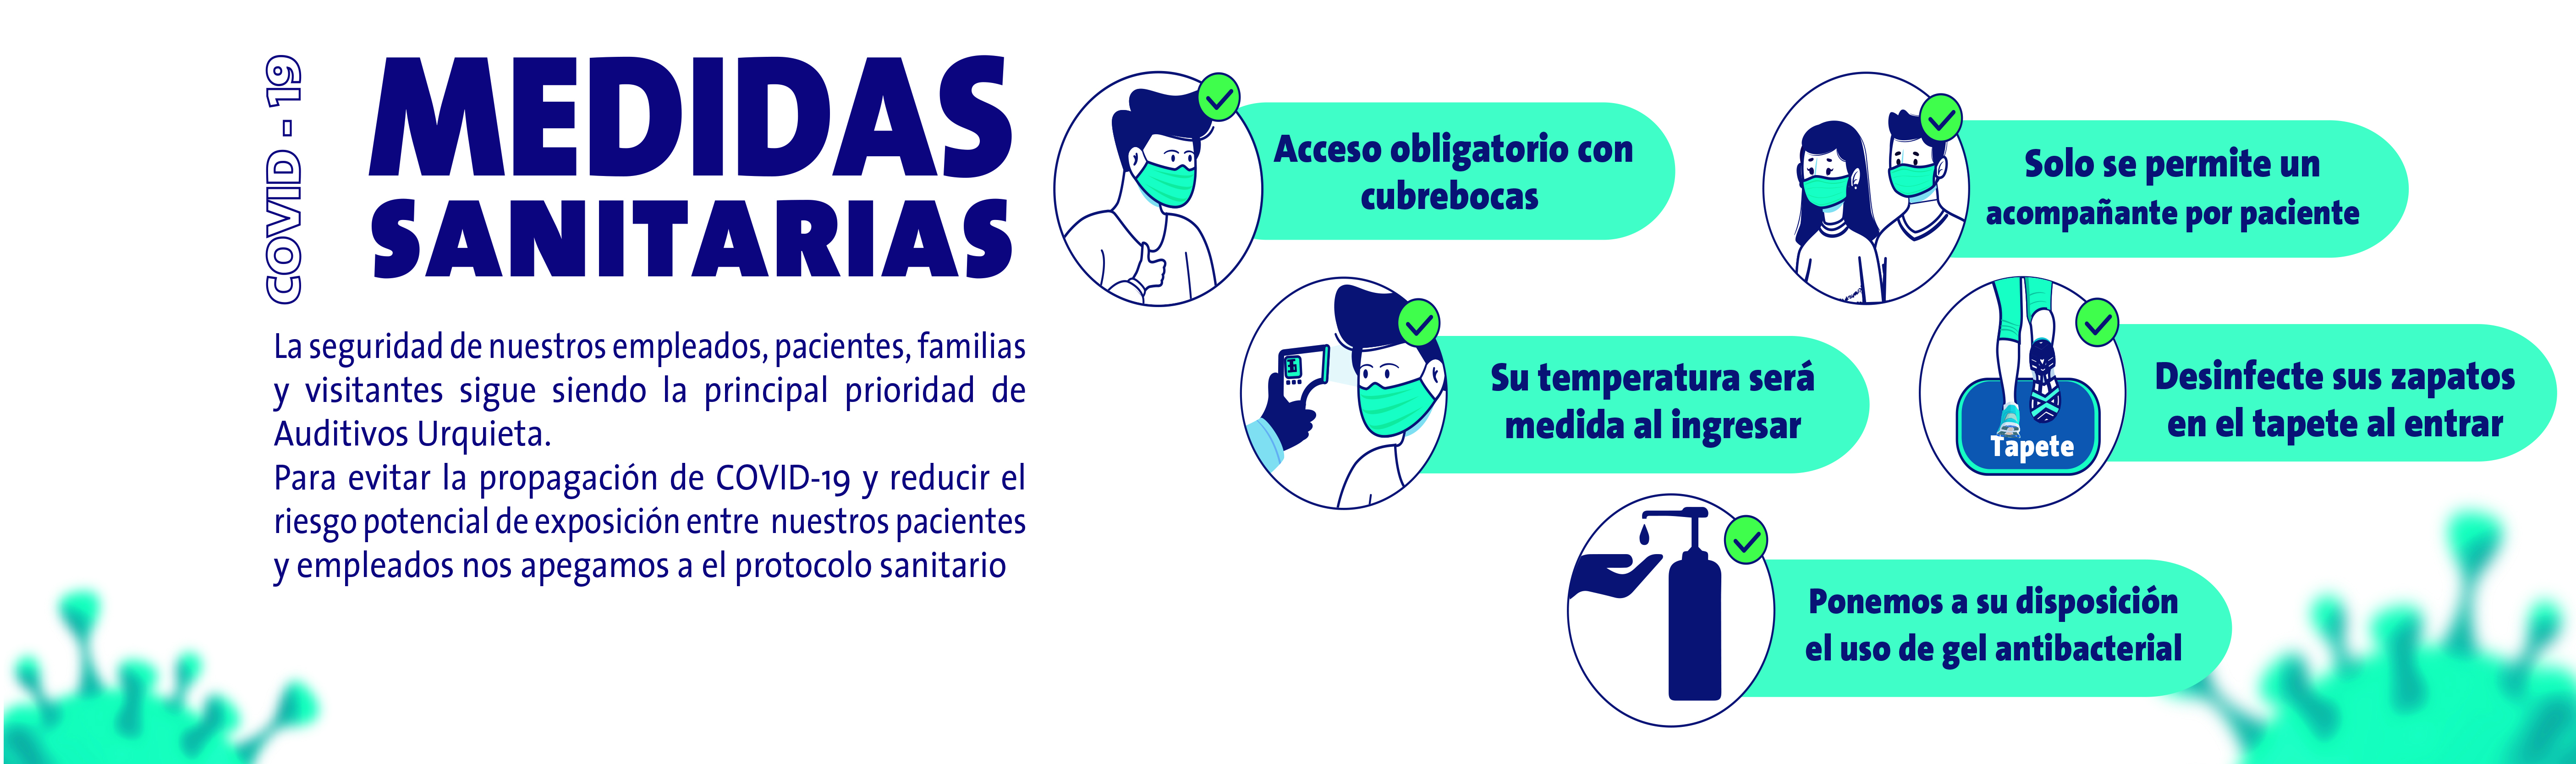 COVID - 19
MEDIDAS
SANITARIAS
La seguridad de nuestros empleados, pacientes, familias
y visitantes sigue siendo la principal prioridad de
Auditivos Urquieta.
Para evitar la propagación de COVID-19 y reducir el
riesgo potencial de exposición entre nuestros pacientes
y empleados nos apegamos a el protocolo sanitario
Acceso obligatorio con
cubrebocas
Solo se permite un
acompañante por paciente
Su temperatura será
medida al ingresar
Desinfecte sus zapatos
en el tapete al entrar
Tapete
Ponemos a su disposición
el uso de gel antibacterial